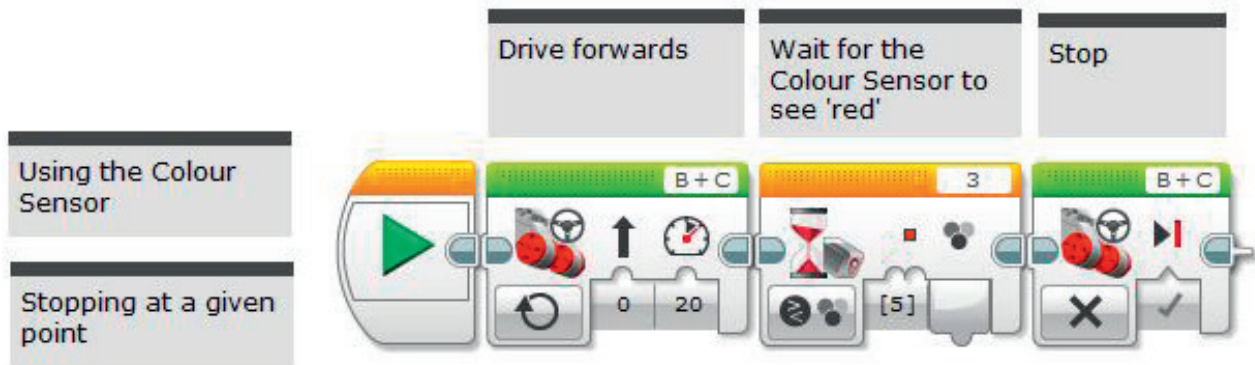 Drive forwards
Wait for the
Colour Sensor to
see 'red'
Stop
Using the Colour
Sensor
Stopping at a given
point
B + C
3
B + C
0
20
[5]